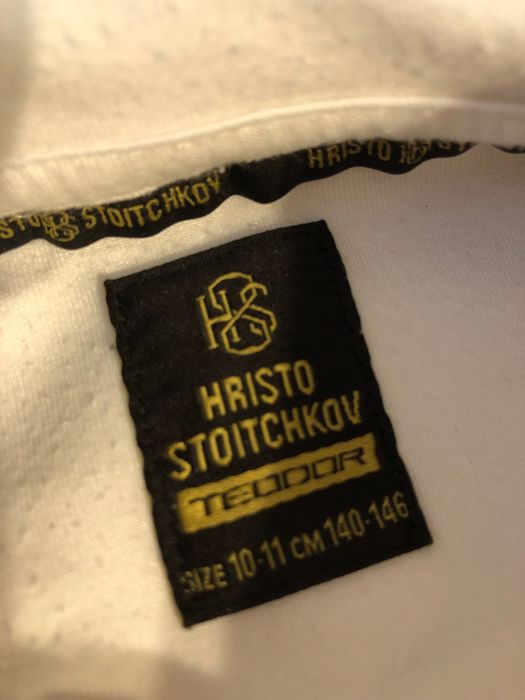 STOITCHKOV
HRISTO
HS
HRISTO
STOITCHKOV
TEODOR
SIZE 10-11 CM 140-146